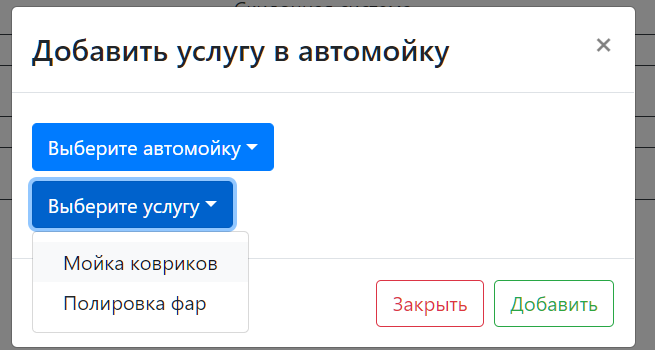 Добавить услугу в автомойку
×
Выберите автомойку
Выберите услугу
Мойка ковриков
Полировка фар
Закрыть
Добавить